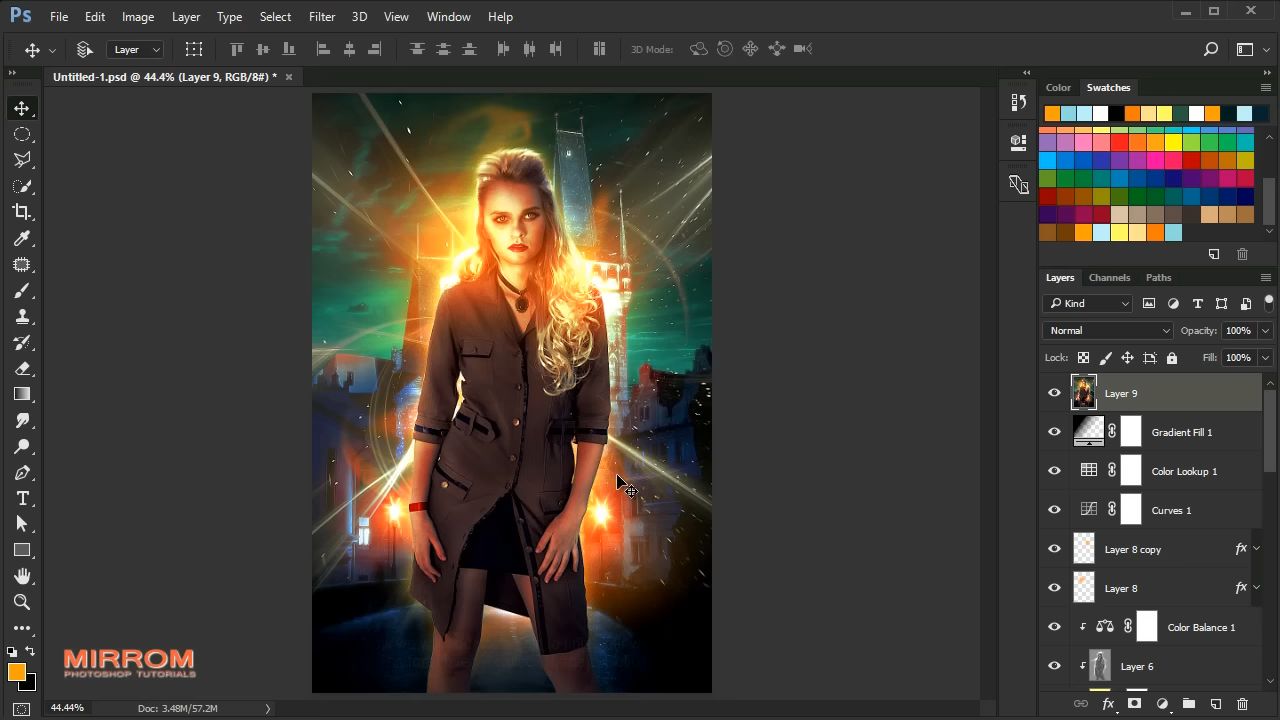 Ps File Edit Image Layer Type Select Filter 3D View Window Help
Layer 3D Mode:
Untitled-1.psd @ 44.4% (Layer 9, RGB/8#) *
Color Swatches
Layers Channels Paths
Kind
Normal Opacity: 100%
Lock: Fill: 100%
Layer 9
Gradient Fill 1
Color Lookup 1
Curves 1
Layer 8 copy fx
Layer 8 fx
Color Balance 1
Layer 6
MIRROM
PHOTOSHOP TUTORIALS
44.44% Doc: 3.48M/57.2M
fx